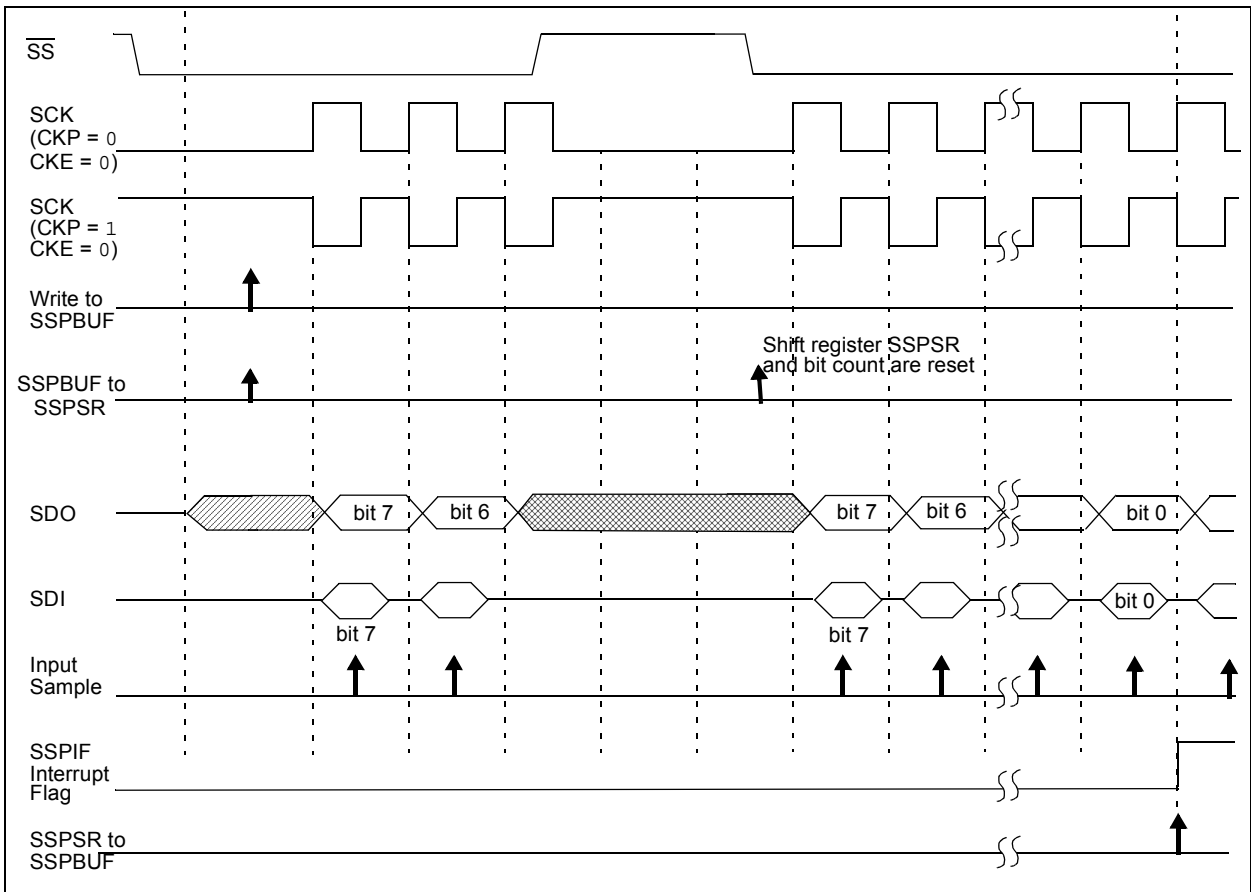 SS
SCK
(CKP = 0
CKE = 0)
SCK
(CKP = 1
CKE = 0)
Write to
SSPBUF
Shift register SSPSR
and bit count are reset
SSPBUF to
SSPSR
SDO
bit 7
bit 6
bit 7
bit 6
bit 0
SDI
bit 0
bit 7
bit 7
Input
Sample
SSPIF
Interrupt
Flag
SSPSR to
SSPBUF